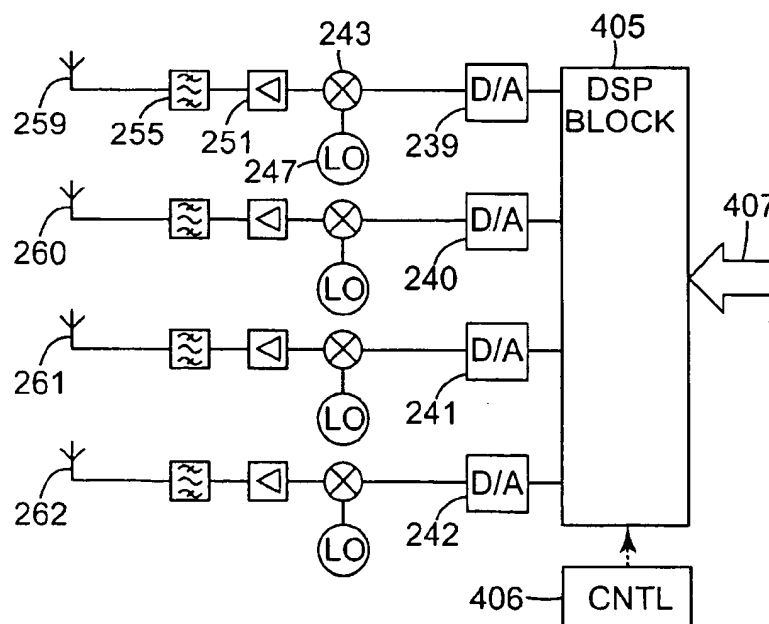 243
405
D/A
DSP
BLOCK
259
255
251
247
LO
239
407
D/A
260
LO
240
D/A
261
LO
241
D/A
262
LO
242
406
CNTL